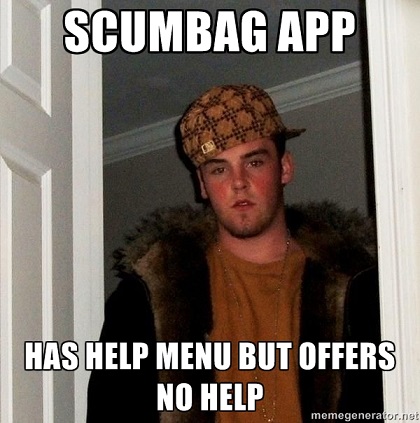 SCUMBAG APP
HAS HELP MENU BUT OFFERS
NO HELP
memegenerator.net